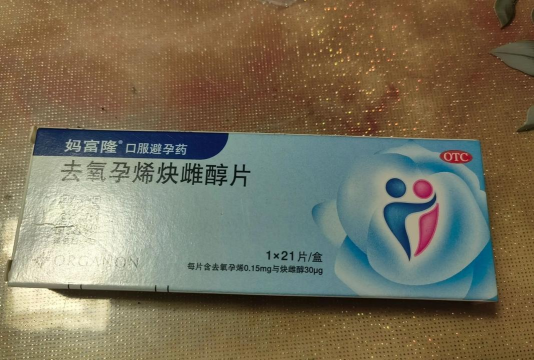 妈富隆® 口服避孕药
OTC
去氧孕烯炔雌醇片
1×21片/盒
ORGANON
每片含去氧孕烯0.15mg与炔雌醇30μg